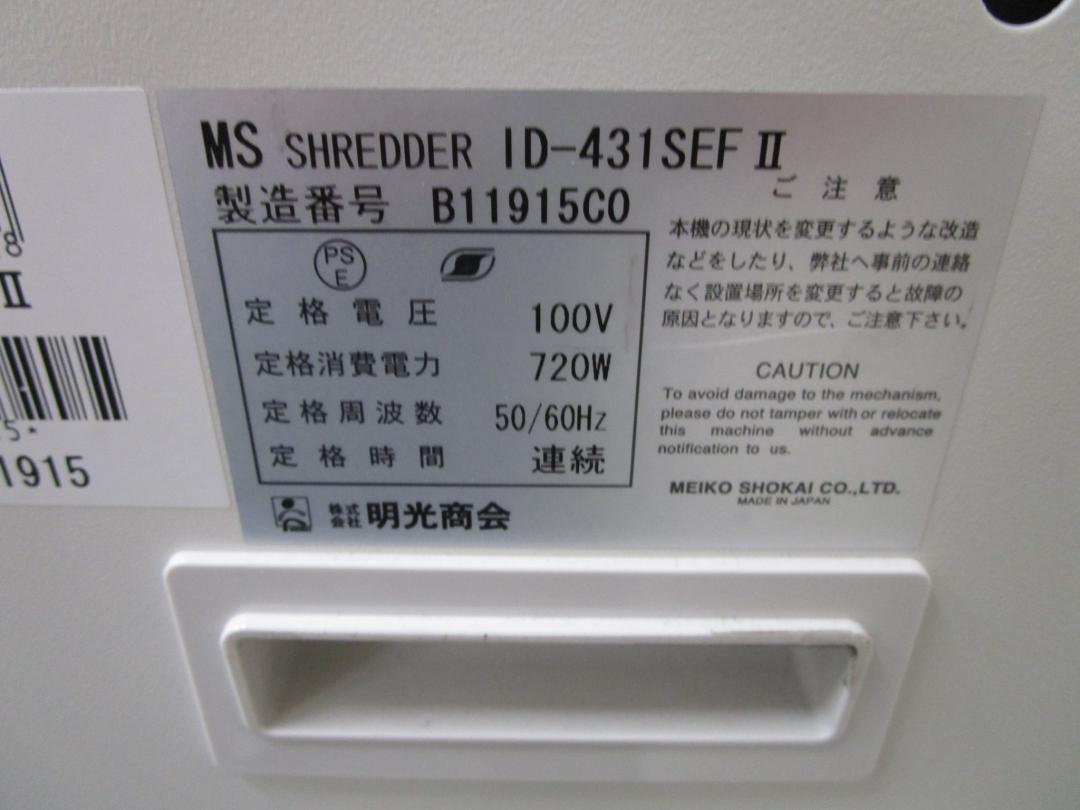 8
II
5*
1915
MS SHREDDER ID-431SEF II
製造番号 B11915C0
PS
E
定格電圧 100V
定格消費電力 720W
定格周波数 50/60Hz
定格時間 連続
株式会社 明光商会
ご注意
本機の現状を変更するような改造
などをしたり、弊社へ事前の連絡
なく設置場所を変更すると故障の
原因となりますので、ご注意下さい。
CAUTION
To avoid damage to the mechanism,
please do not tamper with or relocate
this machine without advance
notification to us.
MEIKO SHOKAI CO.,LTD.
MADE IN JAPAN